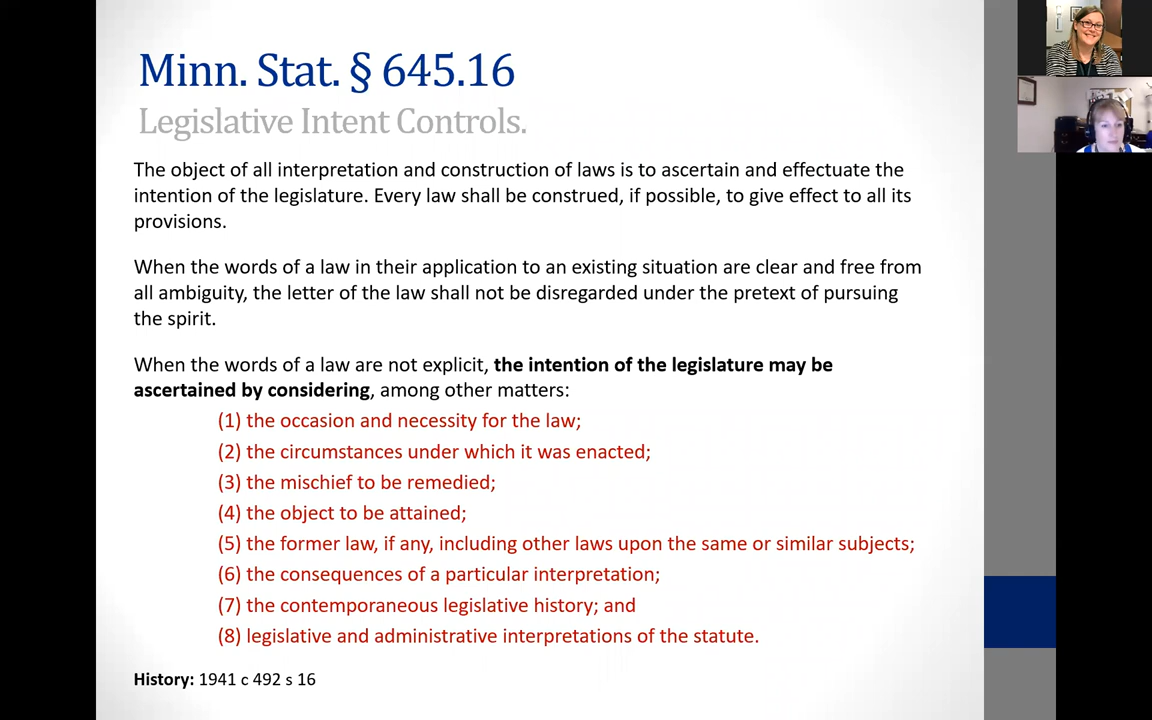 Minn. Stat. § 645.16
Legislative Intent Controls.
The object of all interpretation and construction of laws is to ascertain and effectuate the
intention of the legislature. Every law shall be construed, if possible, to give effect to all its
provisions.
When the words of a law in their application to an existing situation are clear and free from
all ambiguity, the letter of the law shall not be disregarded under the pretext of pursuing
the spirit.
When the words of a law are not explicit, the intention of the legislature may be
ascertained by considering, among other matters:
(1) the occasion and necessity for the law;
(2) the circumstances under which it was enacted;
(3) the mischief to be remedied;
(4) the object to be attained;
(5) the former law, if any, including other laws upon the same or similar subjects;
(6) the consequences of a particular interpretation;
(7) the contemporaneous legislative history; and
(8) legislative and administrative interpretations of the statute.
History: 1941 c 492 s 16